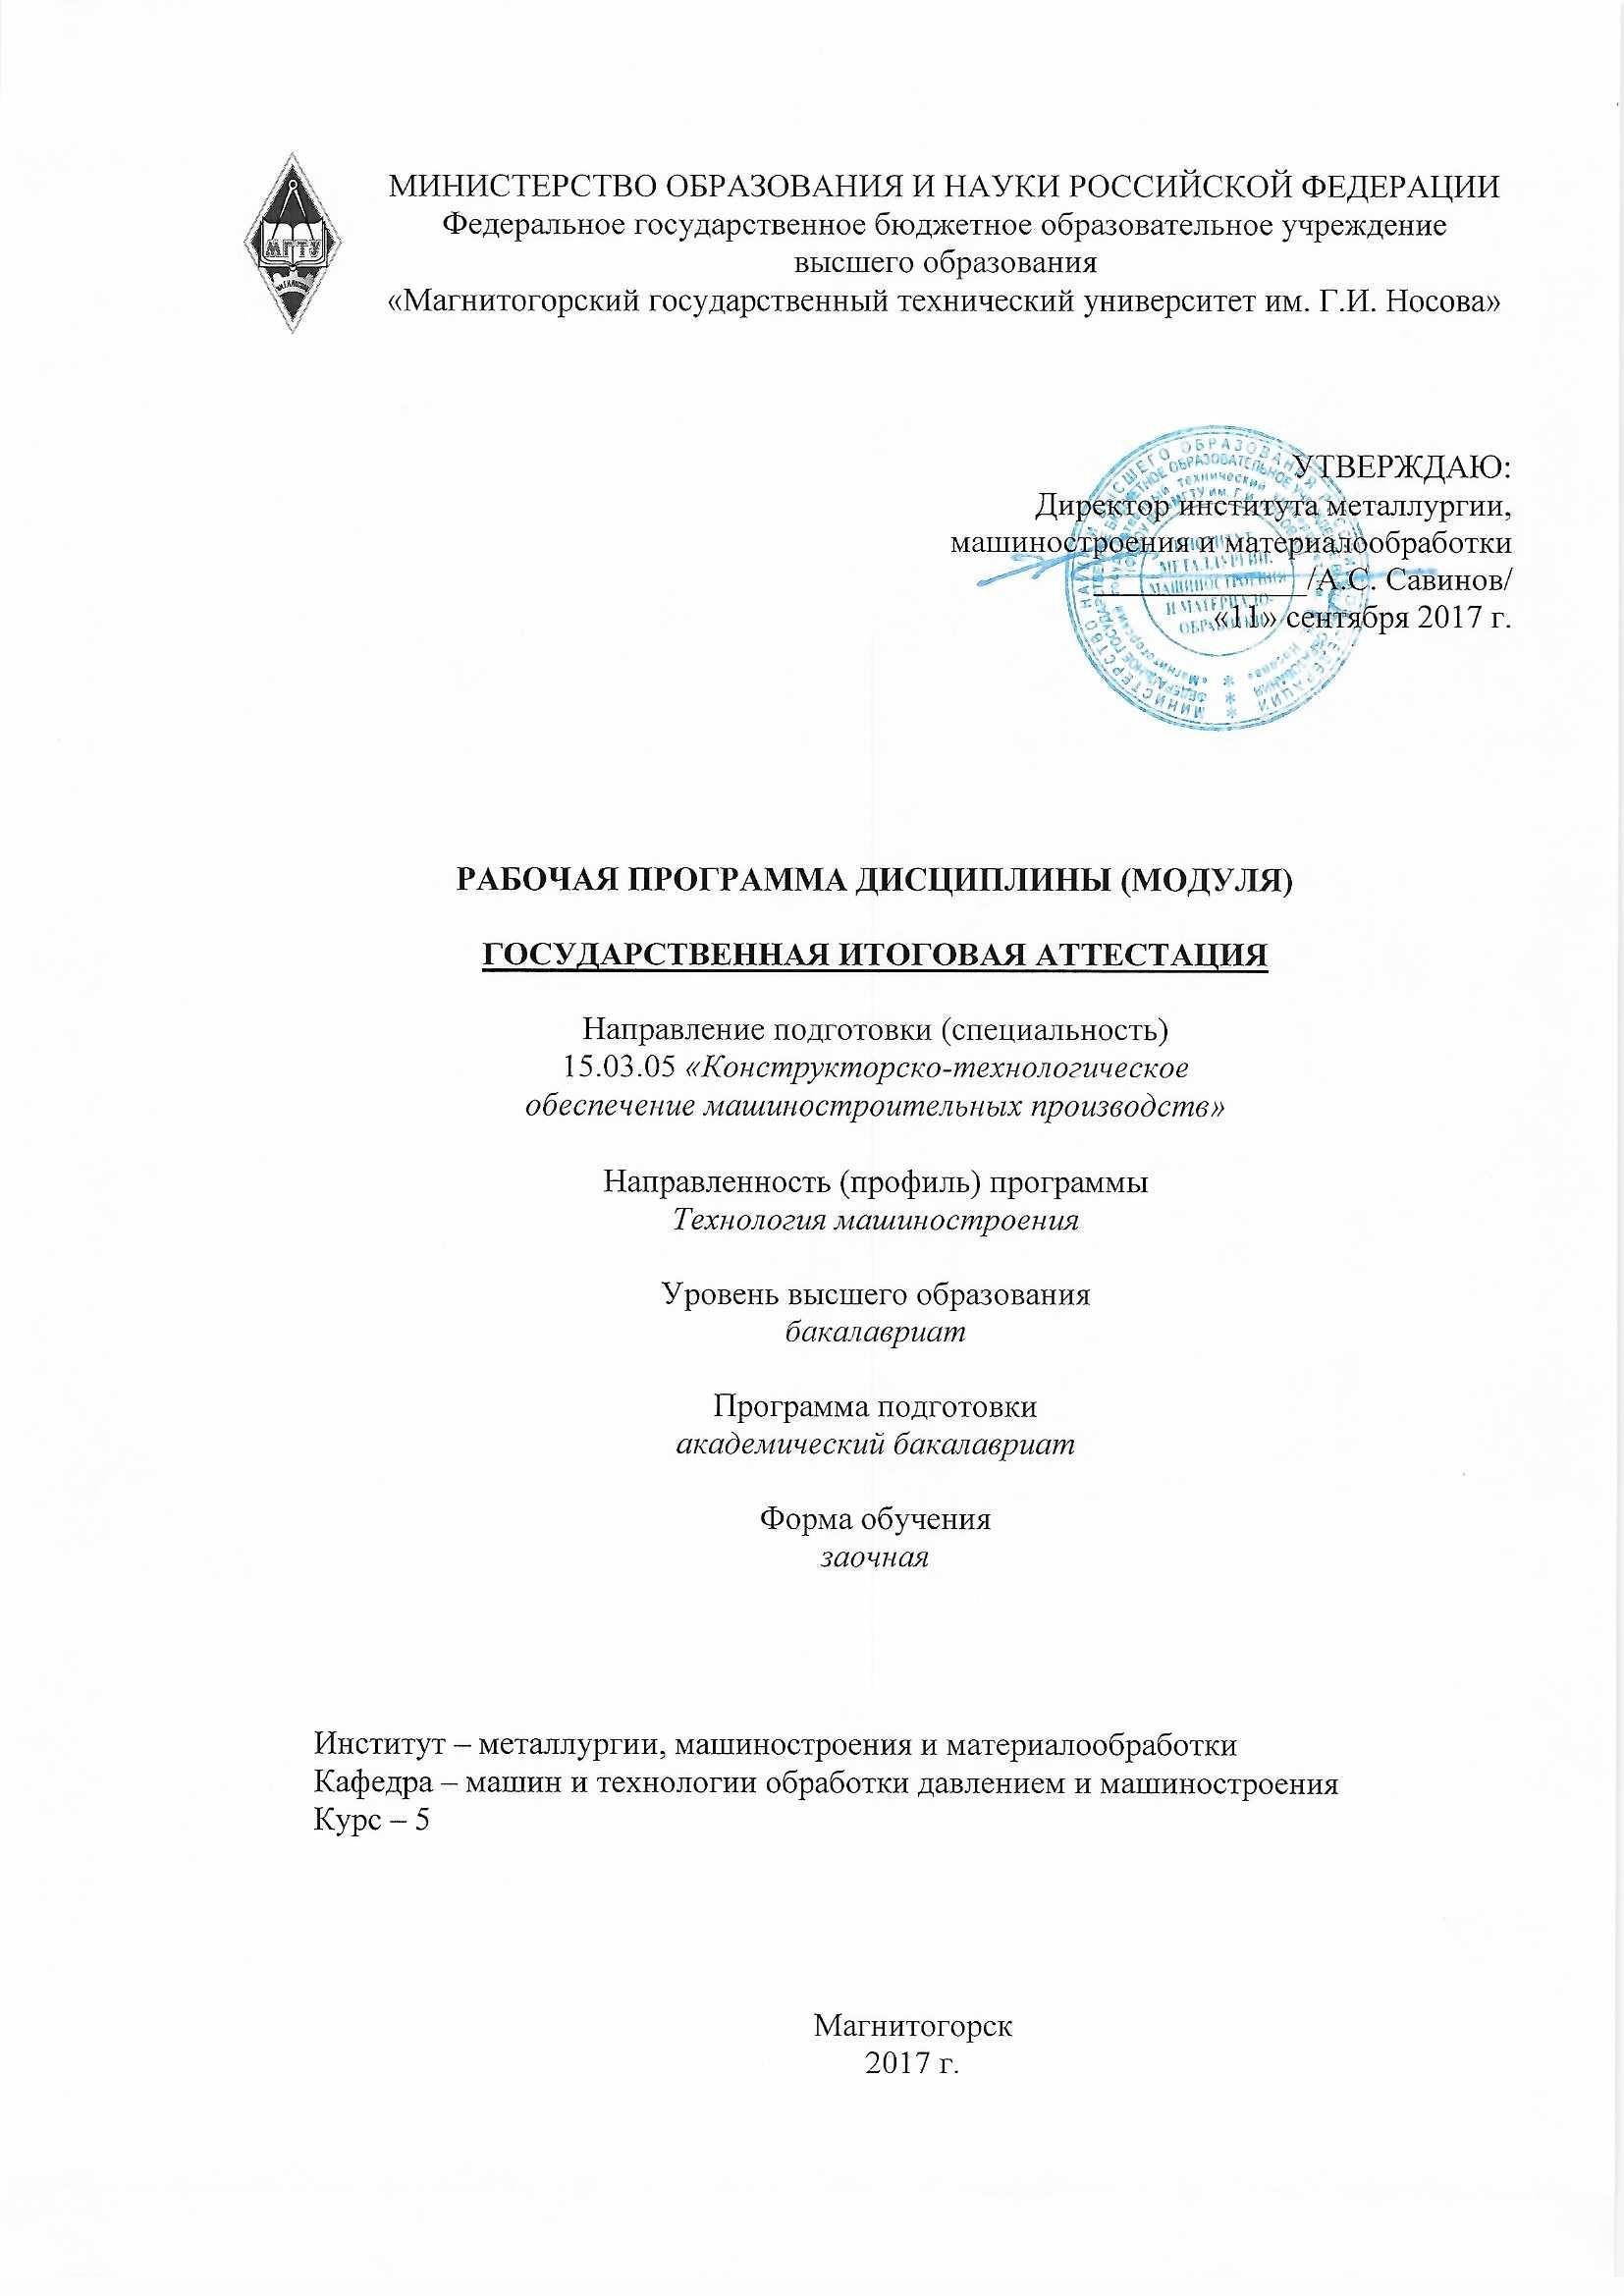 МИНИСТЕРСТВО ОБРАЗОВАНИЯ И НАУКИ РОССИЙСКОЙ ФЕДЕРАЦИИ
Федеральное государственное бюджетное образовательное учреждение
высшего образования
«Магнитогорский государственный технический университет им. Г.И. Носова»
МГТУ
УТВЕРЖДАЮ:
Директор института металлургии,
машиностроения и материалообработки
/А.С. Савинов/
«11» сентября 2017 г.
РАБОЧАЯ ПРОГРАММА ДИСЦИПЛИНЫ (МОДУЛЯ)
ГОСУДАРСТВЕННАЯ ИТОГОВАЯ АТТЕСТАЦИЯ
Направление подготовки (специальность)
15.03.05 «Конструкторско-технологическое
обеспечение машиностроительных производств»
Направленность (профиль) программы
Технология машиностроения
Уровень высшего образования
бакалавриат
Программа подготовки
академический бакалавриат
Форма обучения
заочная
Институт – металлургии, машиностроения и материалообработки
Кафедра – машин и технологии обработки давлением и машиностроения
Курс – 5
Магнитогорск
2017 г.